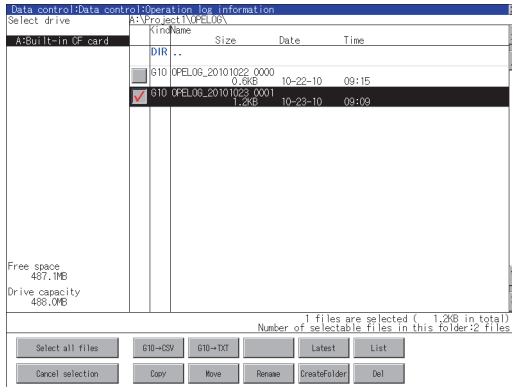 Data control:Data control:Operation log information
Select drive
A:\Project1\OPELOG\
Kind Name
Size Date Time
A:Built-in CF card
DIR ..
G10 OPELOG_20101022_0000
0.6KB 10-22-10 09:15
G10 OPELOG_20101023_0001
1.2KB 10-23-10 09:09
Free space
487.1MB
Drive capacity
488.0MB
1 files are selected ( 1.2KB in total)
Number of selectable files in this folder:2 files
Select all files G10→CSV G10→TXT Latest List
Cancel selection Copy Move Rename CreateFolder Del